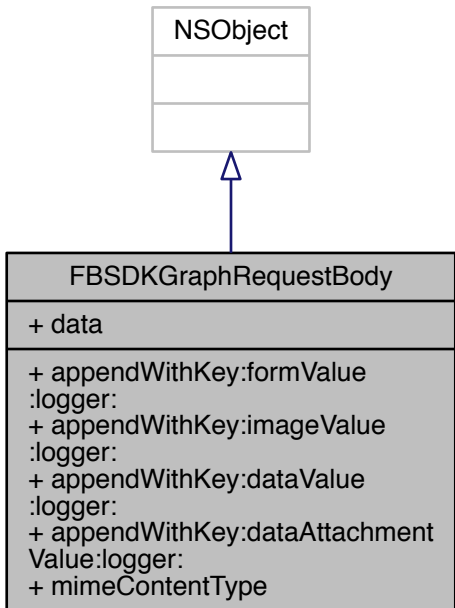 NSObject
FBSDKGraphRequestBody
+ data
+ appendWithKey:formValue
:logger:
+ appendWithKey:imageValue
:logger:
+ appendWithKey:dataValue
:logger:
+ appendWithKey:dataAttachment
Value:logger:
+ mimeContentType